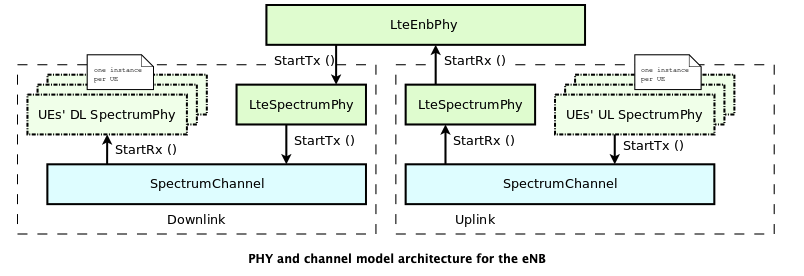 LteEnbPhy
StartTx ()
StartRx ()
one instance
per UE
one instance
per UE
UEs' DL SpectrumPhy
LteSpectrumPhy
LteSpectrumPhy
UEs' UL SpectrumPhy
StartRx ()
StartTx ()
StartRx ()
StartTx ()
SpectrumChannel
SpectrumChannel
Downlink
Uplink
PHY and channel model architecture for the eNB